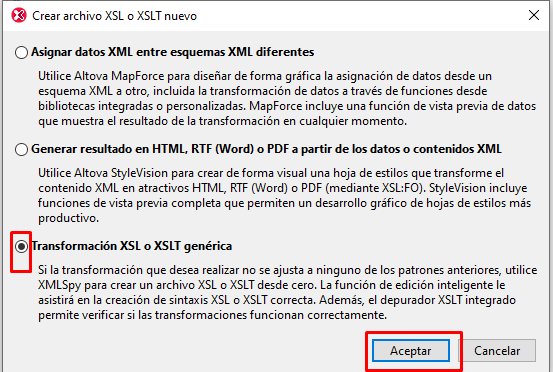 Crear archivo XSL o XSLT nuevo
Asignar datos XML entre esquemas XML diferentes
Utilice Altova MapForce para diseñar de forma gráfica la asignación de datos desde un
esquema XML a otro, incluida la transformación de datos a través de funciones desde
bibliotecas integradas o personalizadas. MapForce incluye una función de vista previa de datos
que muestra el resultado de la transformación en cualquier momento.
Generar resultado en HTML, RTF (Word) o PDF a partir de los datos o contenidos XML
Utilize Altova StyleVision para crear de forma visual una hoja de estilos que transforme el
contenido XML en atractivos HTML, RTF (Word) o PDF (mediante XSL:FO). StyleVision incluye
funciones de vista previa completa que permiten un desarrollo gráfico de hojas de estilos más
productivo.
Transformación XSL o XSLT genérica
Si la transformación que desea realizar no se ajusta a ninguno de los patrones anteriores, utilice
XMLSpy para crear un archivo XSL o XSLT desde cero. La función de edición inteligente le
asistirá en la creación de sintaxis XSL o XSLT correcta. Además, el depurador XSLT integrado
permite verificar si las transformaciones funcionan correctamente.
Aceptar
Cancelar